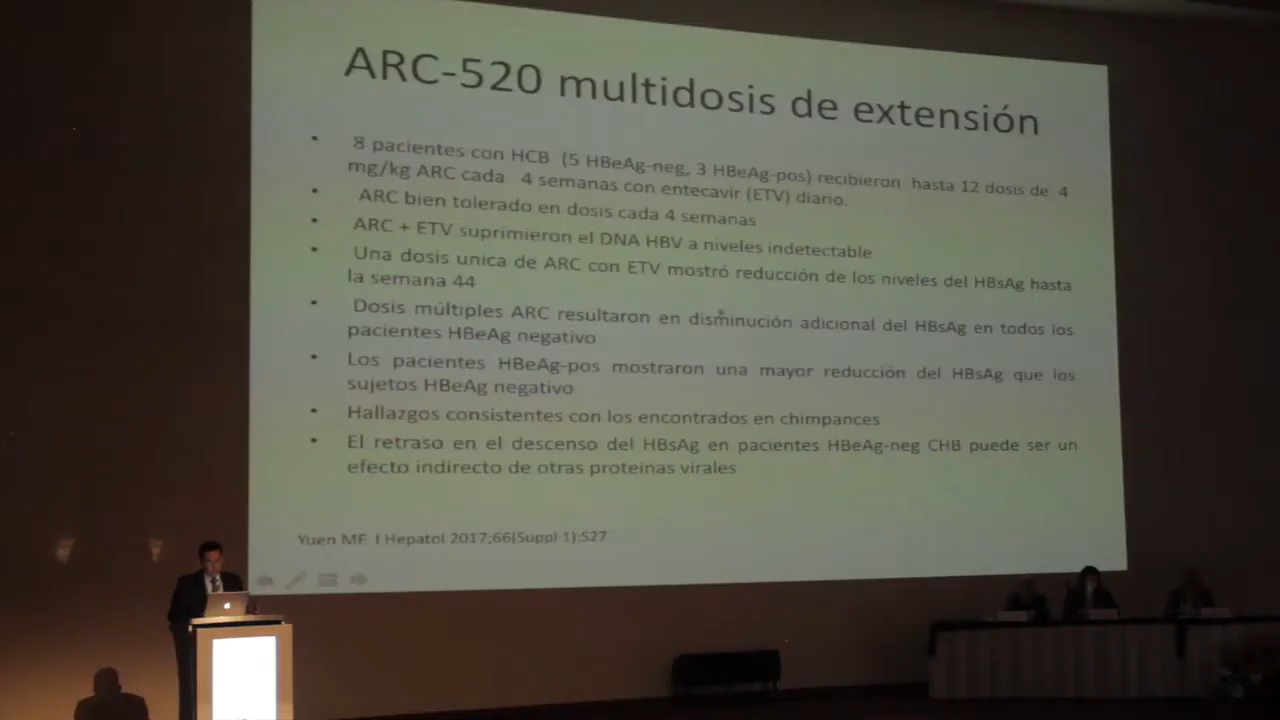 ARC-520 multidosis de extensión
• 8 pacientes con HCB (5 HBeAg-neg, 3 HBeAg-pos) recibieron hasta 12 dosis de 4
mg/kg ARC cada 4 semanas con entecavir (ETV) diario.
• ARC bien tolerado en dosis cada 4 semanas
• ARC + ETV suprimieron el DNA HBV a niveles indetectable
• Una dosis unica de ARC con ETV mostró reducción de los niveles del HBsAg hasta
la semana 44
• Dosis múltiples ARC resultaron en disminución adicional del HBsAg en todos los
pacientes HBeAg negativo
• Los pacientes HBeAg-pos mostraron una mayor reducción del HBsAg que los
sujetos HBeAg negativo
• Hallazgos consistentes con los encontrados en chimpances
• El retraso en el descenso del HBsAg en pacientes HBeAg-neg CHB puede ser un
efecto indirecto de otras proteinas virales
Yuen MF. J Hepatol 2017;66(Suppl 1):S27